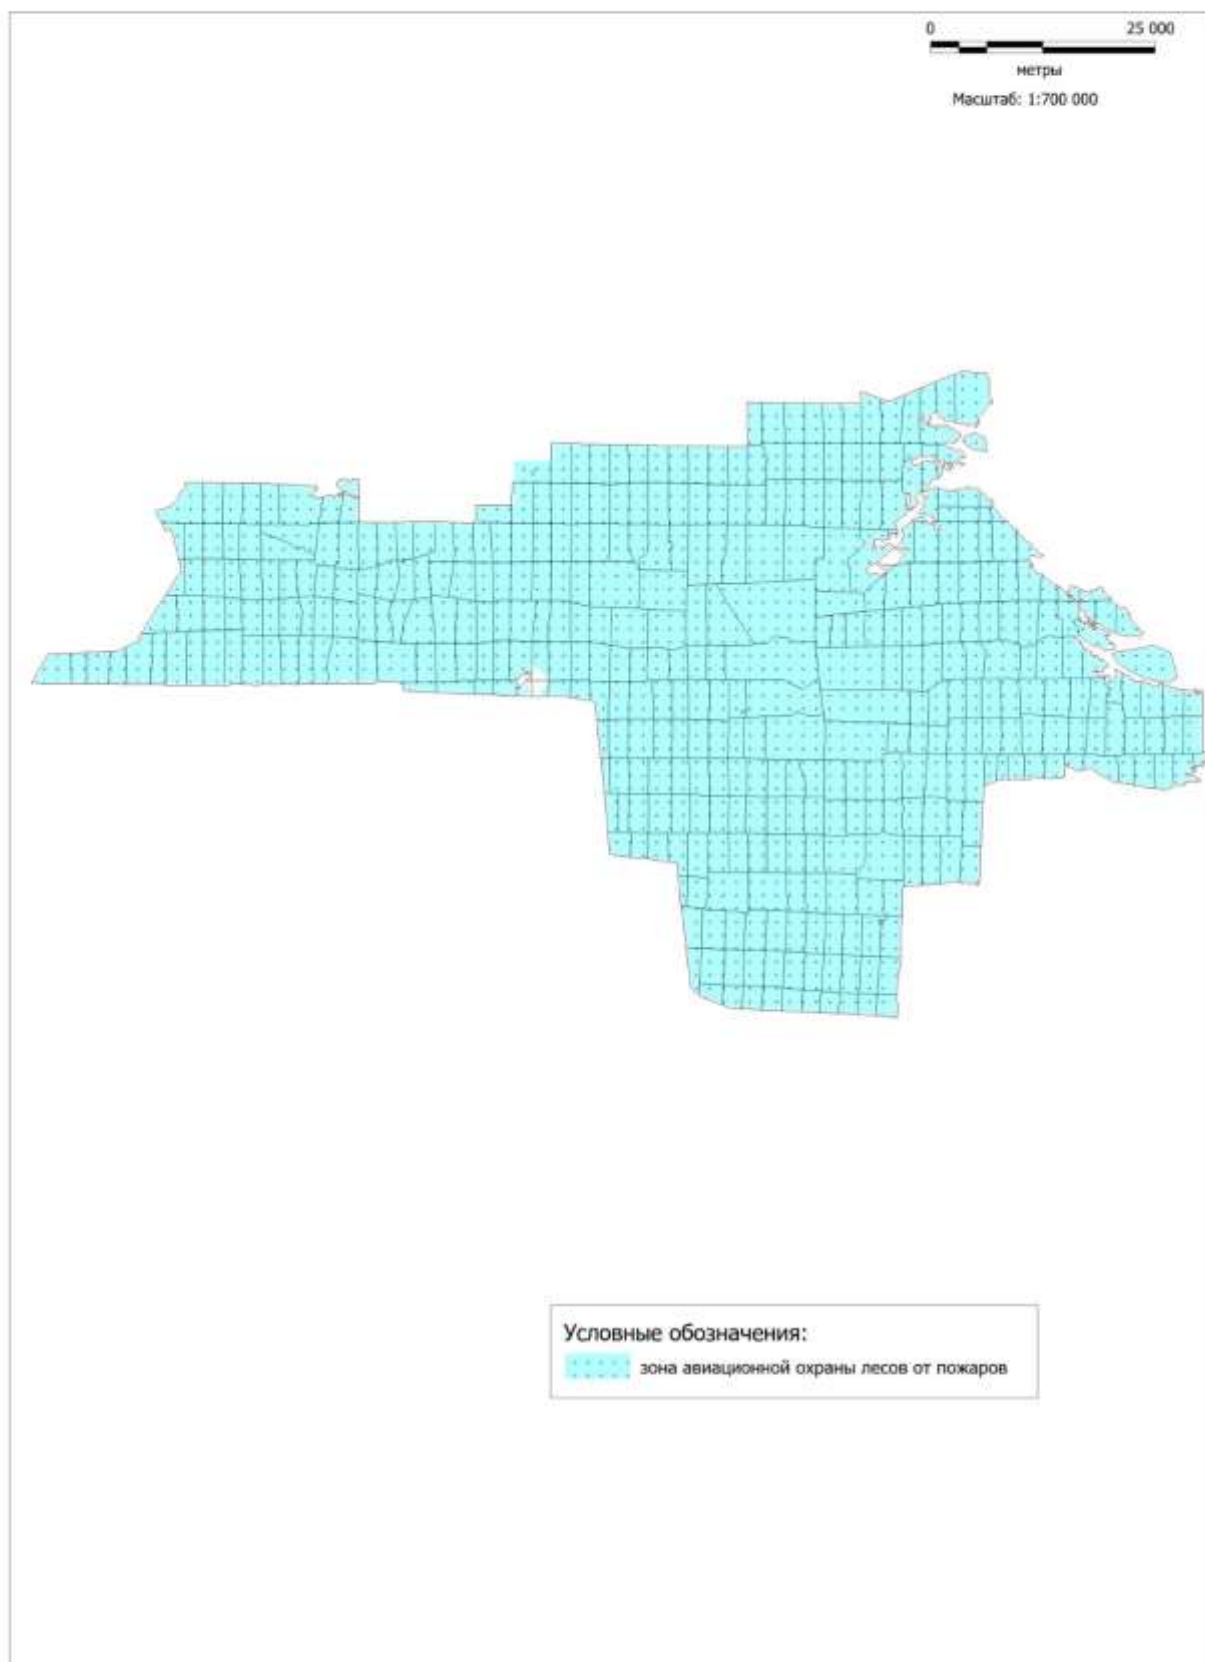 0 25 000
метры
Масштаб: 1:700 000
Условные обозначения:
зона авиационной охраны лесов от пожаров